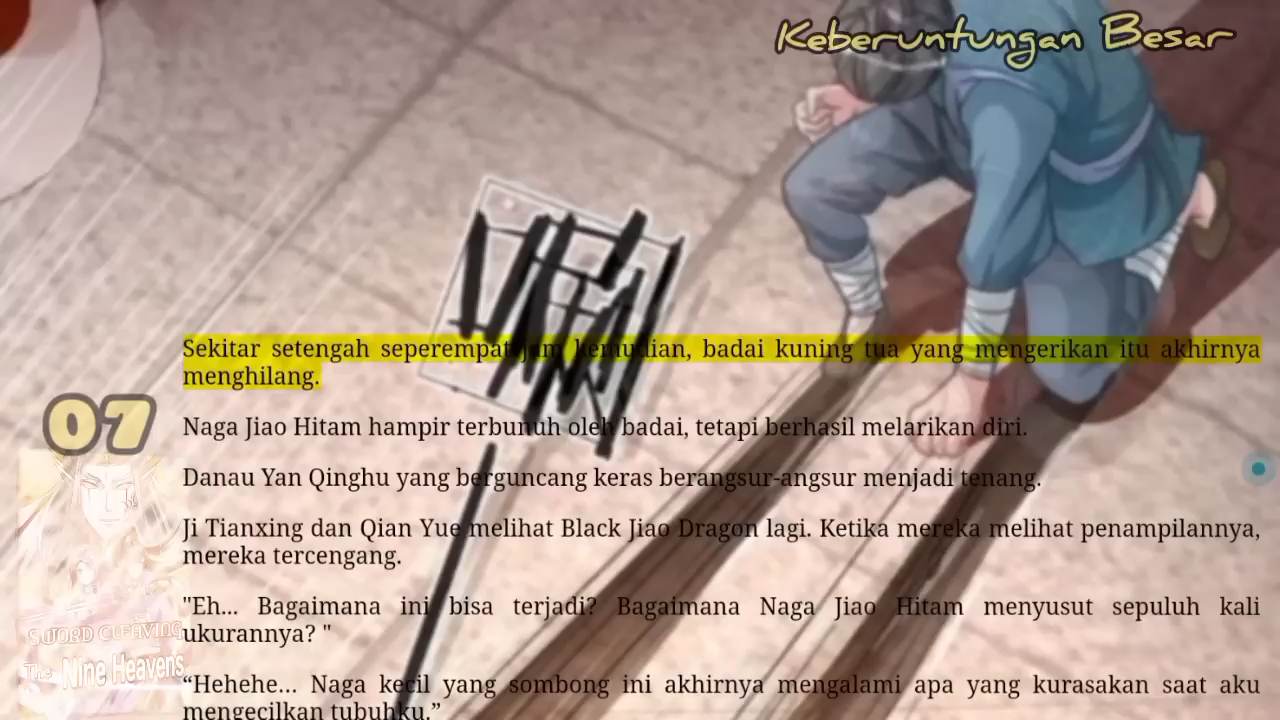 Keberuntungan Besar
Sekitar setengah seperempat jam kemudian, badai kuning tua yang mengerikan itu akhirnya
menghilang.
07
Naga Jiao Hitam hampir terbunuh oleh badai, tetapi berhasil melarikan diri.
Danau Yan Qinghu yang berguncang keras berangsur-angsur menjadi tenang.
Ji Tianxing dan Qian Yue melihat Black Jiao Dragon lagi. Ketika mereka melihat penampilannya,
mereka tercengang.
"Eh... Bagaimana ini bisa terjadi? Bagaimana Naga Jiao Hitam menyusut sepuluh kali
ukurannya? "
SWORD CLEAVING
The Nine Heavens
“Hehehe... Naga kecil yang sombong ini akhirnya mengalami apa yang kurasakan saat aku
mengecilkan tubuhku.”